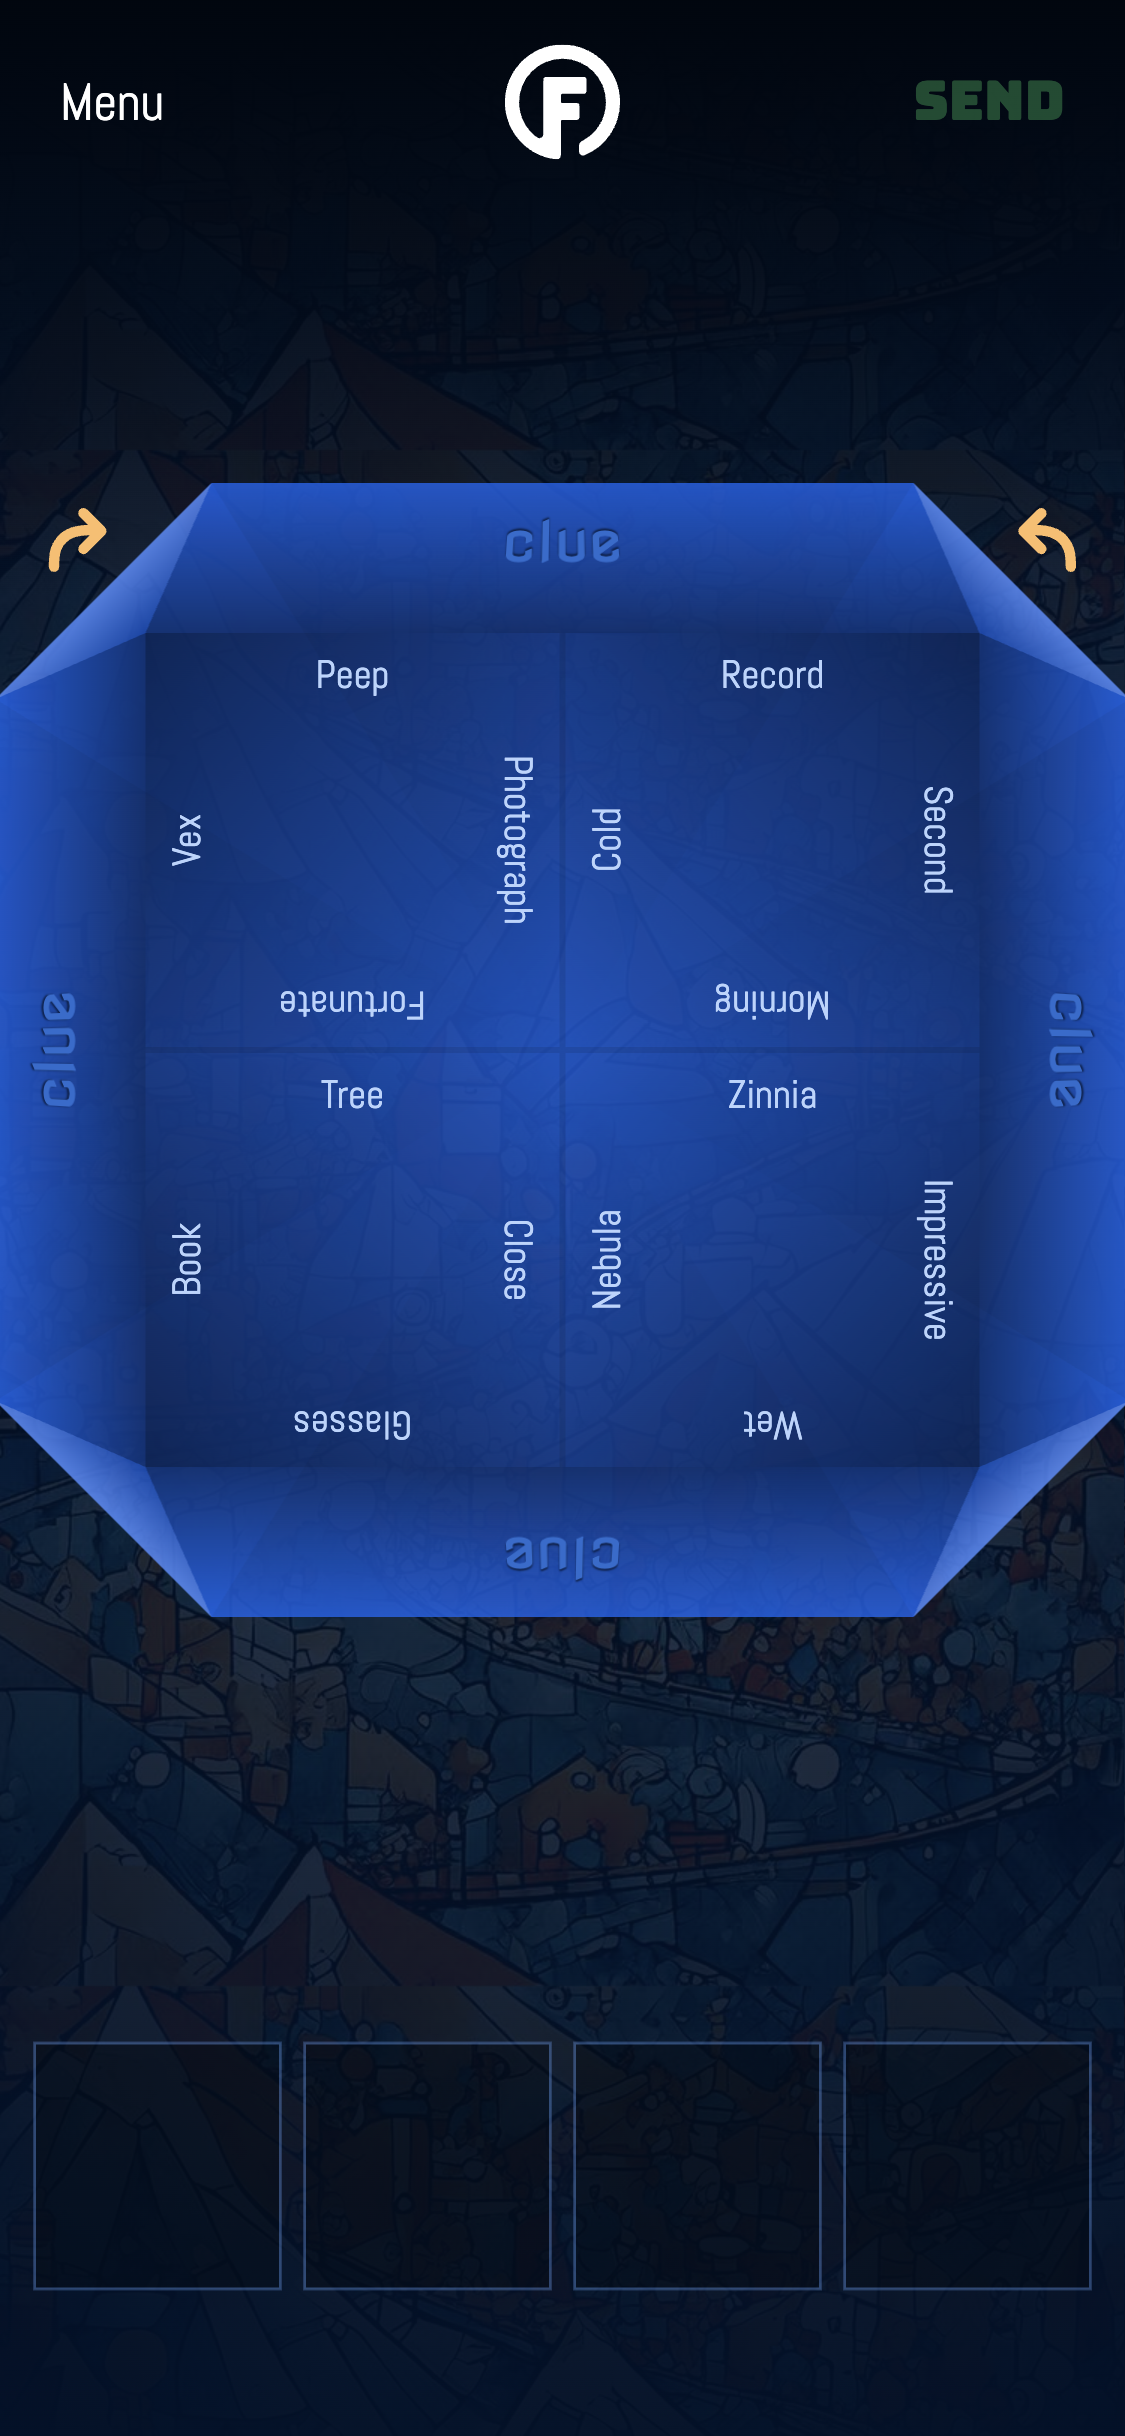 Menu
F
SEND
clue
Peep
Record
Vex
Photograph
Cold
Second
Fortunate
Morning
clue
clue
Tree
Zinnia
Book
Close
Nebula
Impressive
Glasses
Wet
clue